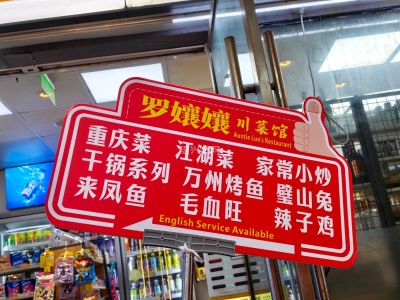 罗孃孃川菜馆
Auntie Luo's Restaurant
重庆菜 江湖菜 家常小炒
干锅系列 万州烤鱼 璧山兔
来凤鱼 毛血旺 辣子鸡
English Service Available